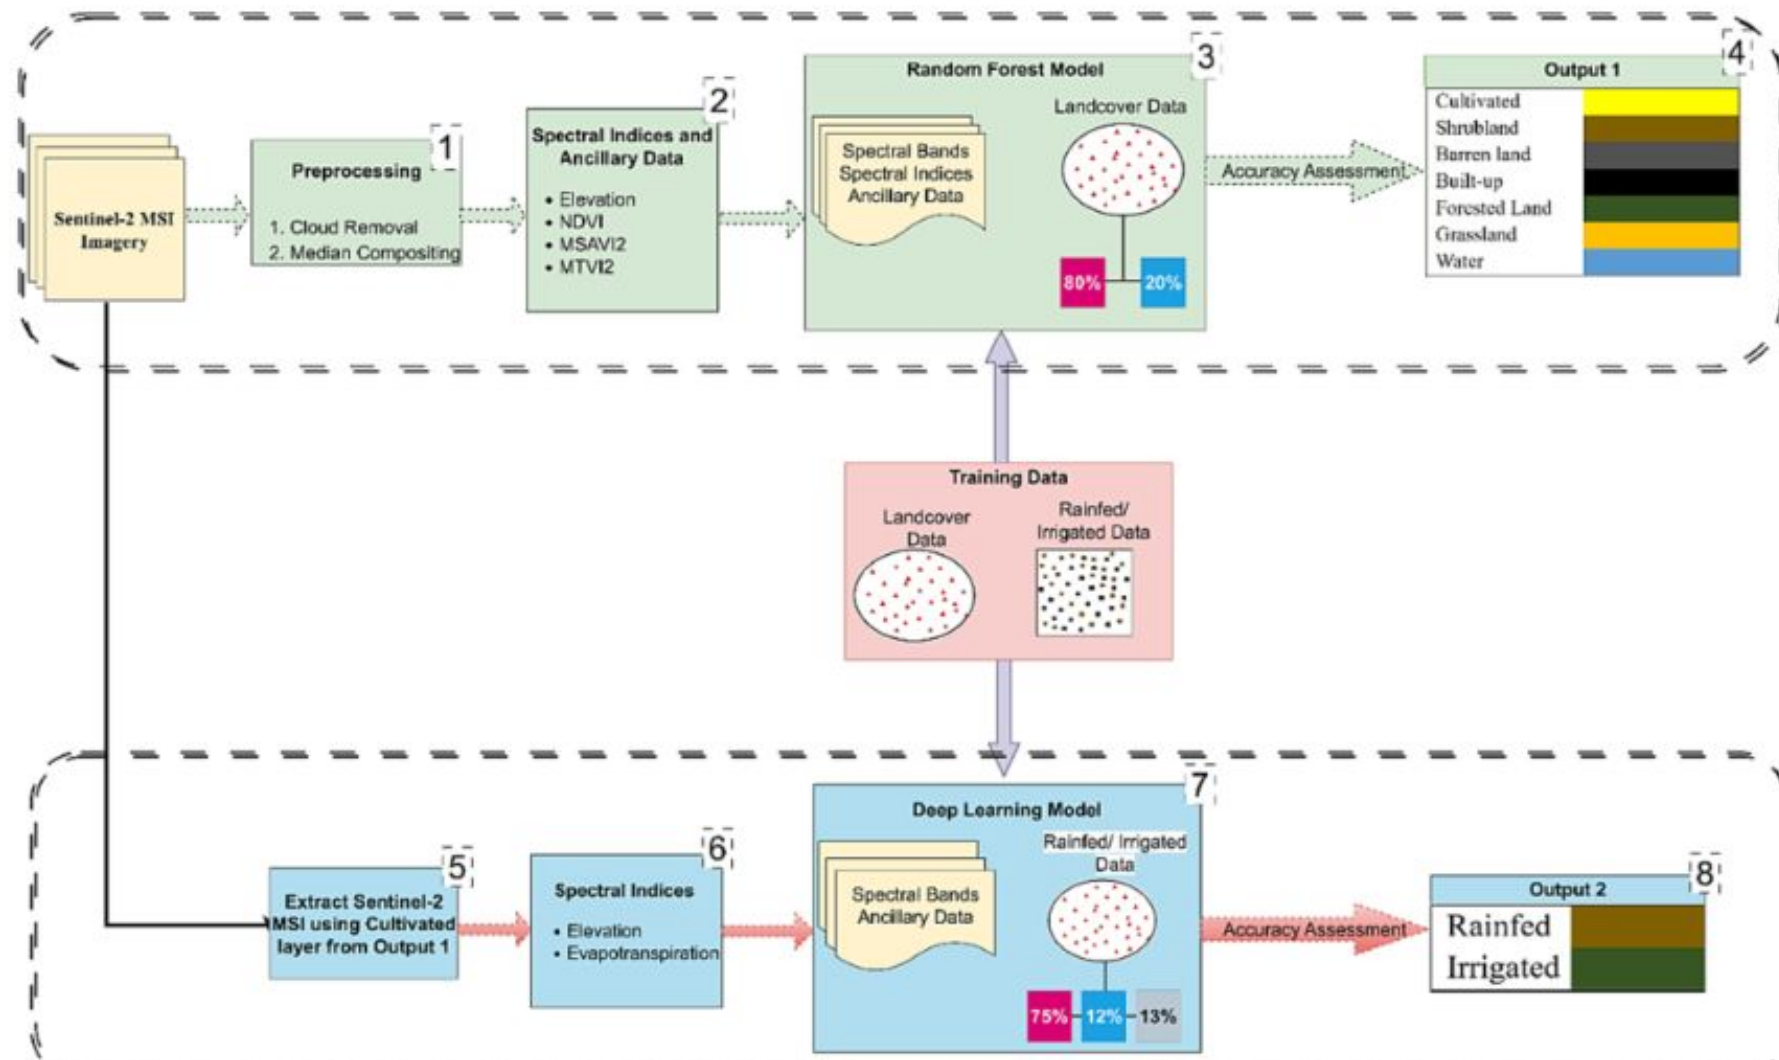 Sentinel-2 MSI
Imagery
1
Preprocessing
1. Cloud Removal
2. Median Compositing
2
Spectral Indices and
Ancillary Data
• Elevation
• NDVI
• MSAVI2
• MTVI2
3
Random Forest Model
Spectral Bands
Spectral Indices
Ancillary Data
Landcover Data
80%
20%
Accuracy Assessment
4
Output 1
Cultivated
Shrubland
Barren land
Built-up
Forested Land
Grassland
Water
Training Data
Landcover
Data
Rainfed/
Irrigated Data
5
Extract Sentinel-2
MSI using Cultivated
layer from Output 1
6
Spectral Indices
• Elevation
• Evapotranspiration
7
Deep Learning Model
Spectral Bands
Ancillary Data
Rainfed/ Irrigated
Data
75%
12%
13%
Accuracy Assessment
8
Output 2
Rainfed
Irrigated